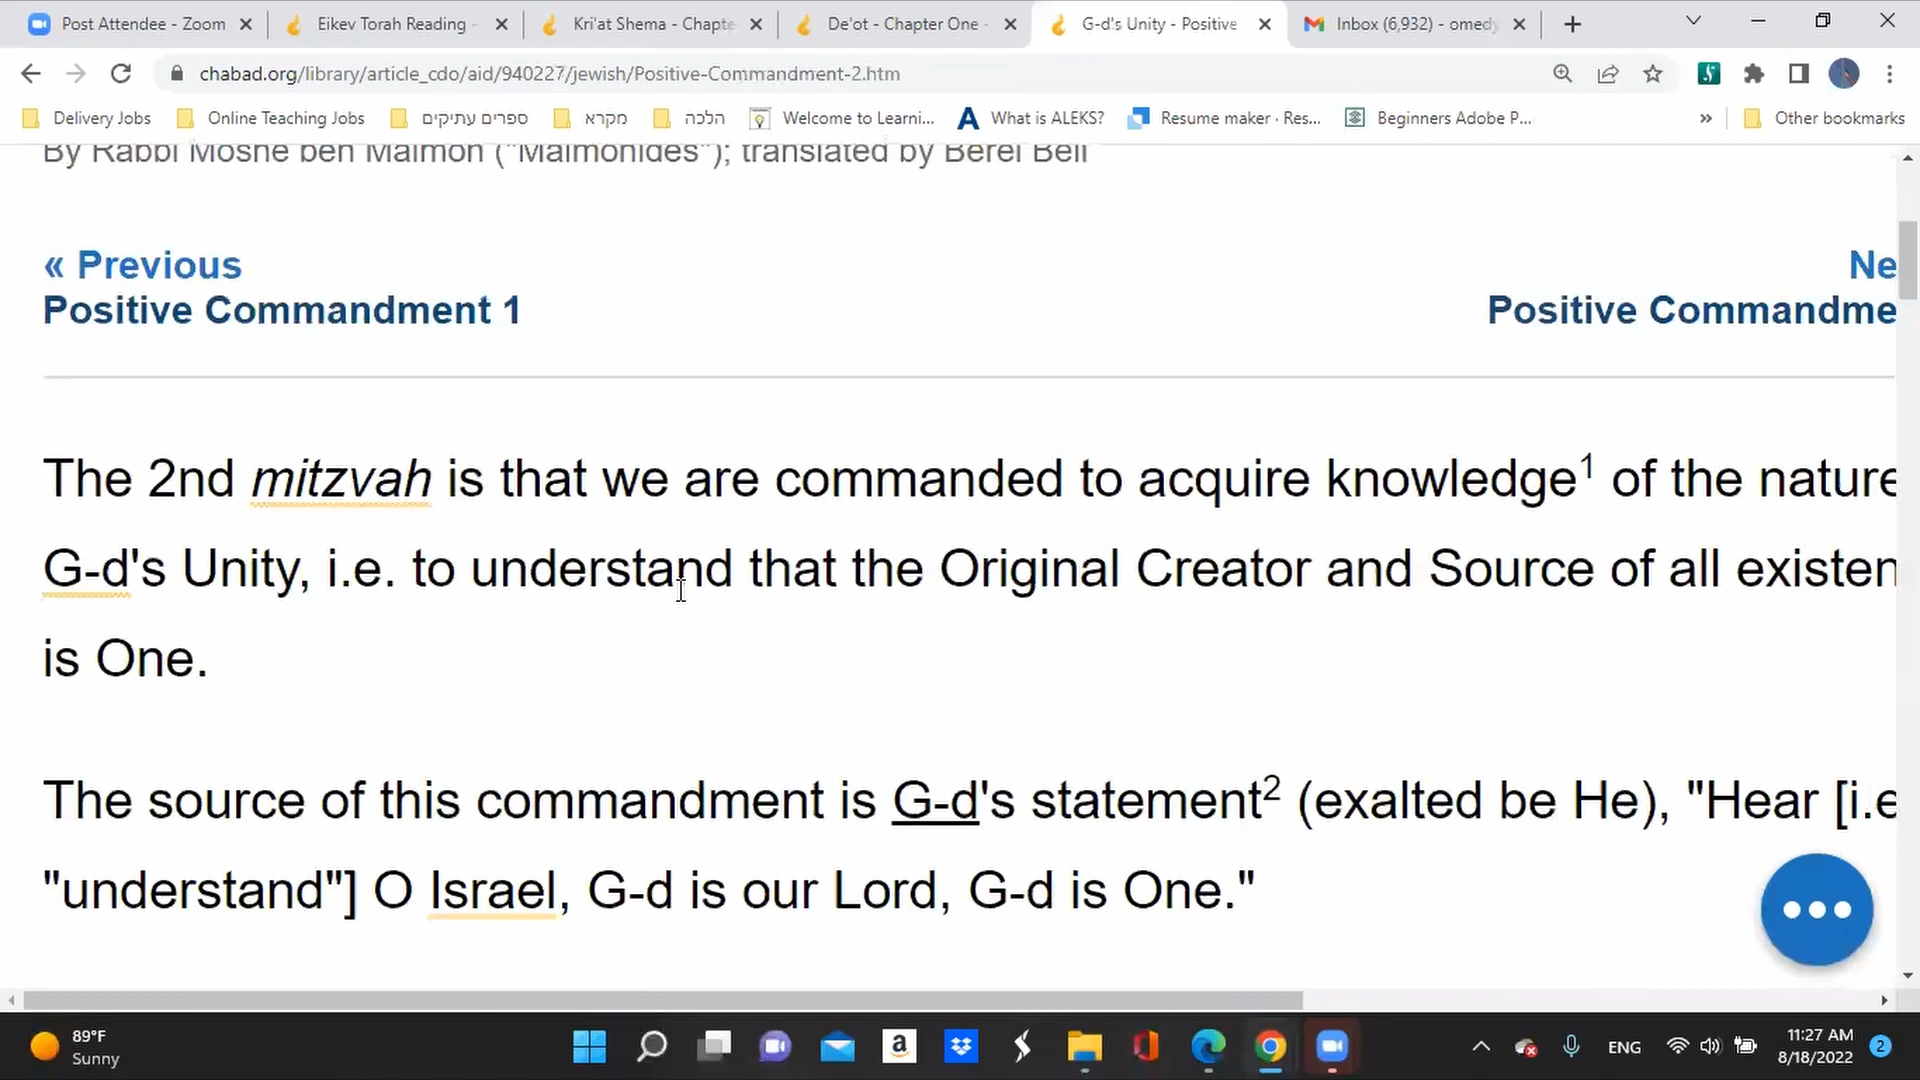 Post Attendee - Zoom
Eikev Torah Reading -
Kri'at Shema - Chapte
De'ot - Chapter One -
G-d's Unity - Positive
Inbox (6,932) - omedy
chabad.org/library/article_cdo/aid/940227/jewish/Positive-Commandment-2.htm
Delivery Jobs
Online Teaching Jobs
ספרים עתיקים
מקרא
הלכה
Welcome to Learni...
What is ALEKS?
Resume maker · Res...
Beginners Adobe P...
»
Other bookmarks
By Rabbi Moshe ben Maimon ("Maimonides"); translated by Berel Bell
« Previous
Positive Commandment 1
Ne
Positive Commandme
The 2nd mitzvah is that we are commanded to acquire knowledge1 of the nature
G-d's Unity, i.e. to understand that the Original Creator and Source of all existen
is One.
The source of this commandment is G-d's statement2 (exalted be He), "Hear [i.e
"understand"] O Israel, G-d is our Lord, G-d is One."
89°F
Sunny
ENG
11:27 AM
8/18/2022
2